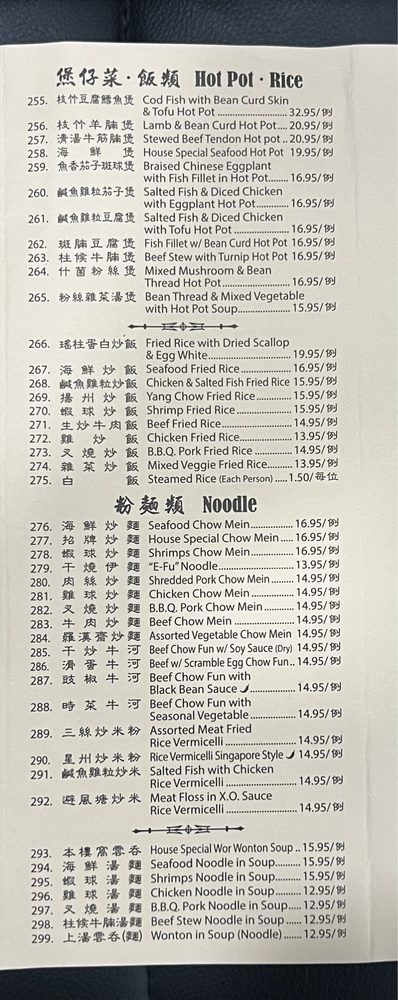 煲仔菜·飯類 Hot Pot · Rice
255. 枝竹豆腐鱈魚煲 Cod Fish with Bean Curd Skin
& Tofu Hot Pot ........................... 32.95/例
256. 枝竹羊腩煲 Lamb & Bean Curd Hot Pot.... 20.95/例
257. 清湯牛筋腩煲 Stewed Beef Tendon Hot pot .. 20.95/例
258. 海鮮煲 House Special Seafood Hot Pot 19.95/例
259. 魚香茄子斑球煲 Braised Chinese Eggplant
with Fish Fillet in Hot Pot....... 16.95/例
260. 鹹魚雞粒茄子煲 Salted Fish & Diced Chicken
with Eggplant Hot Pot............. 16.95/例
261. 鹹魚雞粒豆腐煲 Salted Fish & Diced Chicken
with Tofu Hot Pot .................... 16.95/例
262. 斑腩豆腐煲 Fish Fillet w/ Bean Curd Hot Pot 16.95/例
263. 柱候牛腩煲 Beef Stew with Turnip Hot Pot 16.95/例
264. 什菌粉絲煲 Mixed Mushroom & Bean
Thread Hot Pot......................... 16.95/例
265. 粉絲雜菜湯煲 Bean Thread & Mixed Vegetable
with Hot Pot Soup.................... 15.95/例
266. 瑤柱蛋白炒飯 Fried Rice with Dried Scallop
& Egg White............................. 19.95/例
267. 海鮮炒飯 Seafood Fried Rice .................. 16.95/例
268. 鹹魚雞粒炒飯 Chicken & Salted Fish Fried Rice 15.95/例
269. 揚州炒飯 Yang Chow Fried Rice............. 15.95/例
270. 蝦球炒飯 Shrimp Fried Rice .................... 15.95/例
271. 生炒牛肉飯 Beef Fried Rice......................... 14.95/例
272. 雞炒飯 Chicken Fried Rice.................... 13.95/例
273. 叉燒炒飯 B.B.Q. Pork Fried Rice .............. 14.95/例
274. 雜菜炒飯 Mixed Veggie Fried Rice......... 13.95/例
275. 白飯 Steamed Rice (Each Person) .....1.50/每位
粉麵類 Noodle
276. 海鮮炒麵 Seafood Chow Mein............... 16.95/例
277. 招牌炒麵 House Special Chow Mein ..... 16.95/例
278. 蝦球炒麵 Shrimps Chow Mein................ 16.95/例
279. 干燒伊麵 “E-Fu” Noodle........................... 13.95/例
280. 肉絲炒麵 Shredded Pork Chow Mein ....... 14.95/例
281. 雞球炒麵 Chicken Chow Mein ................ 14.95/例
282. 叉燒炒麵 B.B.Q. Pork Chow Mein ............ 14.95/例
283. 牛肉炒麵 Beef Chow Mein ..................... 14.95/例
284. 羅漢齋炒麵 Assorted Vegetable Chow Mein 14.95/例
285. 干炒牛河 Beef Chow Fun w/ Soy Sauce (Dry) 14.95/例
286. 滑蛋牛河 Beef w/ Scramble Egg Chow Fun.. 14.95/例
287. 豉椒牛河 Beef Chow Fun with
Black Bean Sauce ................ 14.95/例
288. 時菜牛河 Beef Chow Fun with
Seasonal Vegetable ................. 14.95/例
289. 三絲炒米粉 Assorted Meat Fried
Rice Vermicelli ......................... 14.95/例
290. 星州炒米粉 Rice Vermicelli Singapore Style 14.95/例
291. 鹹魚雞粒炒米 Salted Fish with Chicken
Rice Vermicelli ......................... 14.95/例
292. 避風塘炒米 Meat Floss in X.O. Sauce
Rice Vermicelli ......................... 14.95/例
293. 本樓窩雲吞 House Special Wor Wonton Soup .. 15.95/例
294. 海鮮湯麵 Seafood Noodle in Soup......... 15.95/例
295. 蝦球湯麵 Shrimps Noodle in Soup.......... 15.95/例
296. 雞球湯麵 Chicken Noodle in Soup.......... 12.95/例
297. 叉燒湯麵 B.B.Q. Pork Noodle in Soup..... 12.95/例
298. 柱候牛腩湯麵 Beef Stew Noodle in Soup ...... 12.95/例
299. 上湯雲吞(麵) Wonton in Soup (Noodle)....... 12.95/例